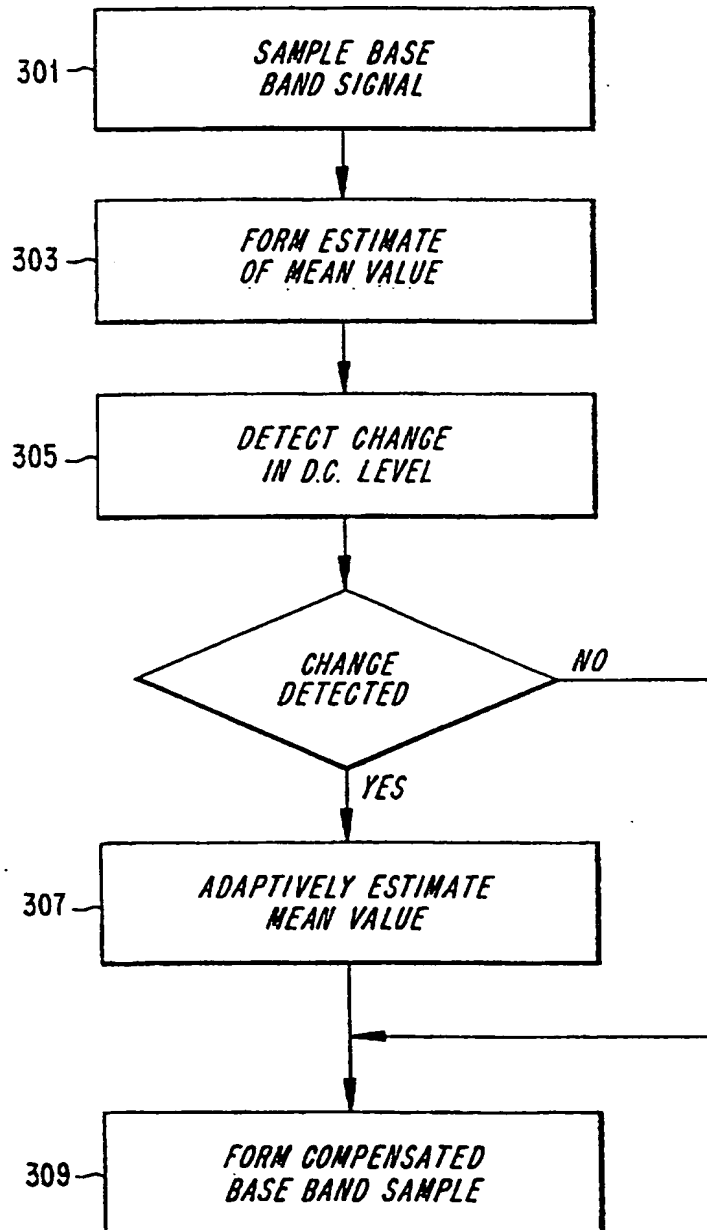 301
SAMPLE BASE
BAND SIGNAL
303
FORM ESTIMATE
OF MEAN VALUE
305
DETECT CHANGE
IN D.C. LEVEL
CHANGE
DETECTED
NO
YES
307
ADAPTIVELY ESTIMATE
MEAN VALUE
309
FORM COMPENSATED
BASE BAND SAMPLE